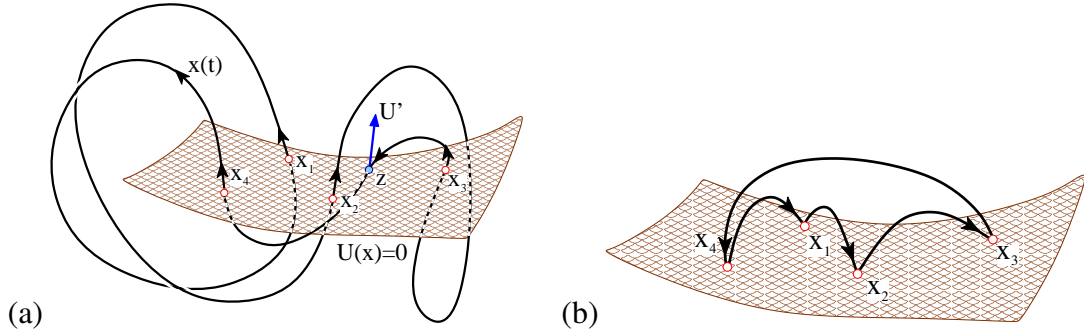 (a)
x(t)
U’
x₁
x₄
z
x₃
x₂
U(x)=0
(b)
x₄
x₁
x₃
x₂